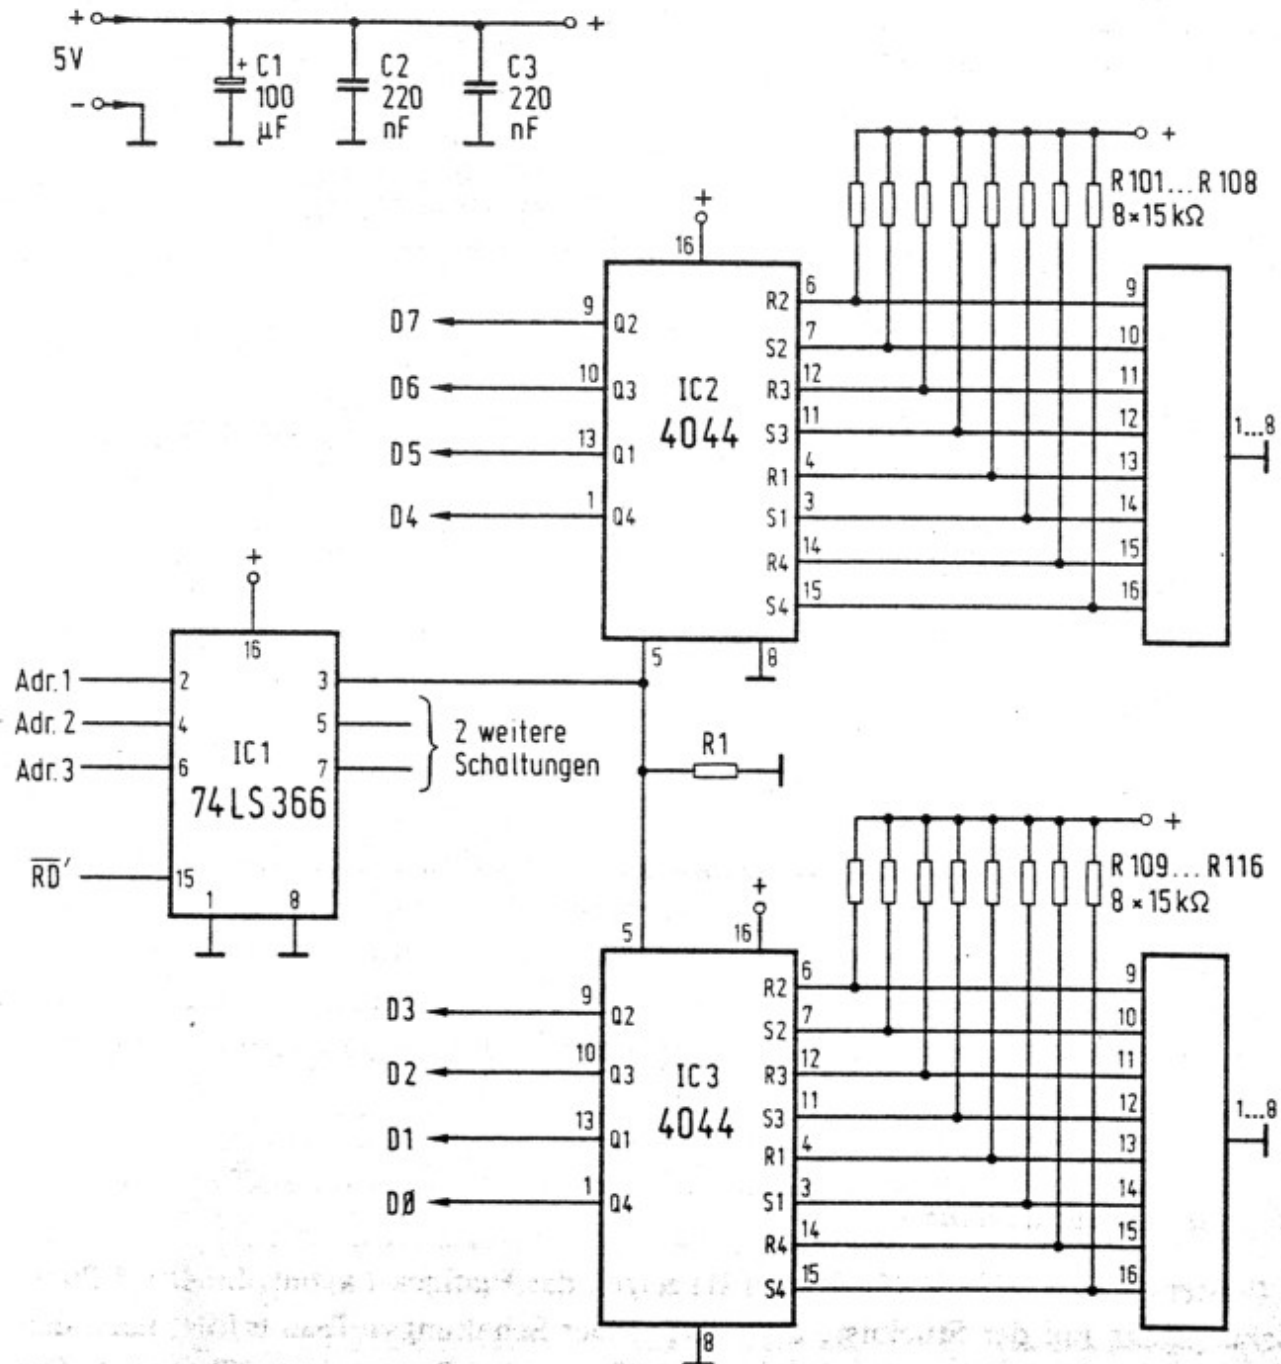 + +
5V
-
+ C1
100
µF
C2
220
nF
C3
220
nF
+
R101...R108
8×15kΩ
+
16
D7 9 Q2
D6 10 Q3
D5 13 Q1
D4 1 Q4
IC2
4044
R2 6 9
S2 7 10
R3 12 11
S3 11 12
R1 4 13
S1 3 14
R4 14 15
S4 15 16
1...8
5 8
+
16
Adr.1 2 3
Adr.2 4 5
Adr.3 6 7
IC1
74LS366
R̅D̅' 15
1 8
2 weitere
Schaltungen
R1
+
R109...R116
8×15kΩ
+
5 16
D3 9 Q2
D2 10 Q3
D1 13 Q1
DØ 1 Q4
IC3
4044
R2 6 9
S2 7 10
R3 12 11
S3 11 12
R1 4 13
S1 3 14
R4 14 15
S4 15 16
1...8
8